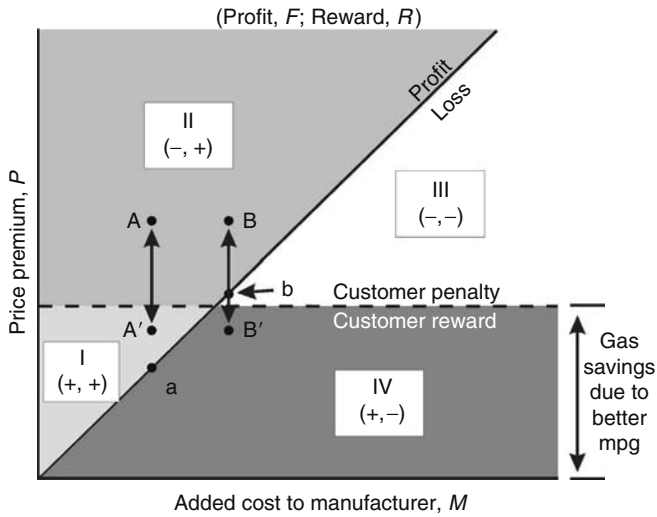 (Profit, F; Reward, R)
Profit
Loss
II
(−, +)
III
(−,−)
A
B
b
Customer penalty
Customer reward
A′
B′
I
(+, +)
a
IV
(+,−)
Gas
savings
due to
better
mpg
Price premium, P
Added cost to manufacturer, M